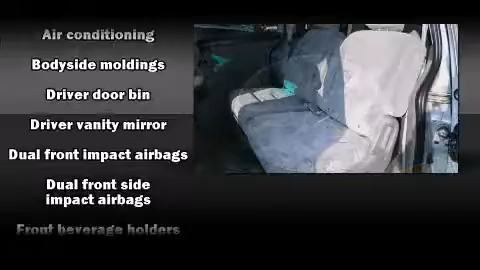 Air conditioning
Bodyside moldings
Driver door bin
Driver vanity mirror
Dual front impact airbags
Dual front side
impact airbags
Front beverage holders